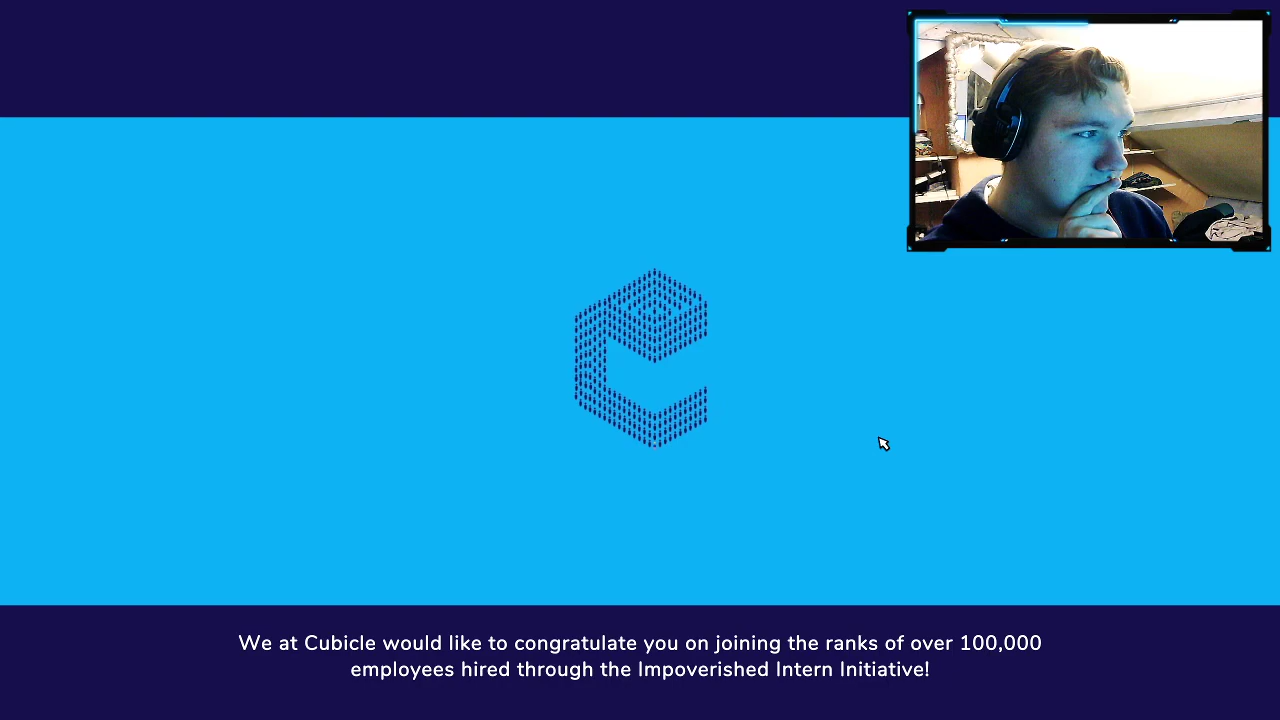 We at Cubicle would like to congratulate you on joining the ranks of over 100,000
employees hired through the Impoverished Intern Initiative!